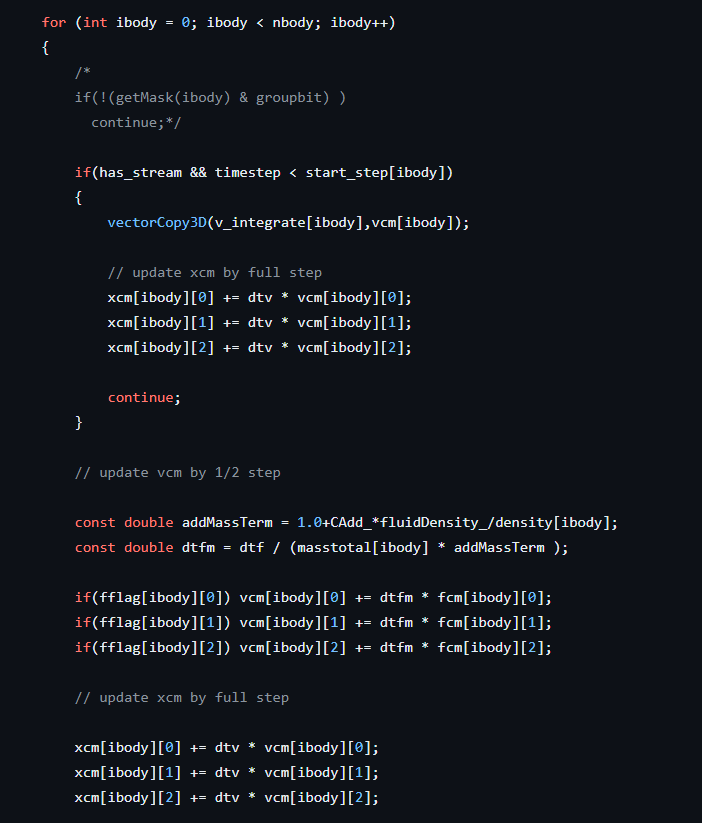 for (int ibody = 0; ibody < nbody; ibody++)
{
/*
if(!(getMask(ibody) & groupbit) )
continue;*/
if(has_stream && timestep < start_step[ibody])
{
vectorCopy3D(v_integrate[ibody],vcm[ibody]);
// update xcm by full step
xcm[ibody][0] += dtv * vcm[ibody][0];
xcm[ibody][1] += dtv * vcm[ibody][1];
xcm[ibody][2] += dtv * vcm[ibody][2];
continue;
}
// update vcm by 1/2 step
const double addMassTerm = 1.0+CAdd_*fluidDensity_/density[ibody];
const double dtfm = dtf / (masstotal[ibody] * addMassTerm );
if(fflag[ibody][0]) vcm[ibody][0] += dtfm * fcm[ibody][0];
if(fflag[ibody][1]) vcm[ibody][1] += dtfm * fcm[ibody][1];
if(fflag[ibody][2]) vcm[ibody][2] += dtfm * fcm[ibody][2];
// update xcm by full step
xcm[ibody][0] += dtv * vcm[ibody][0];
xcm[ibody][1] += dtv * vcm[ibody][1];
xcm[ibody][2] += dtv * vcm[ibody][2];